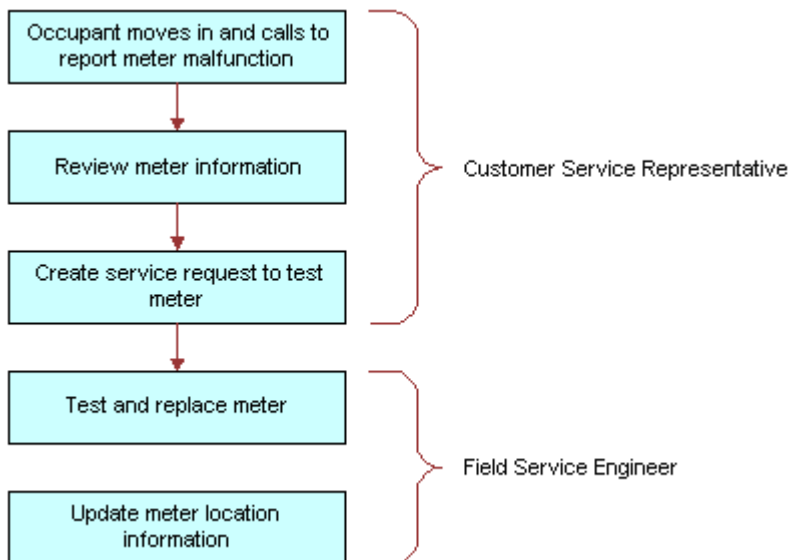 Occupant moves in and calls to
report meter malfunction
Review meter information
Customer Service Representative
Create service request to test
meter
Test and replace meter
Field Service Engineer
Update meter location
information